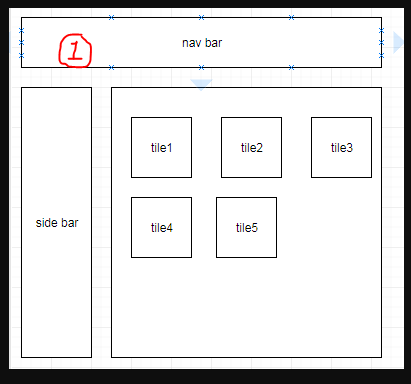 1 nav bar
side bar
tile1 tile2 tile3
tile4 tile5